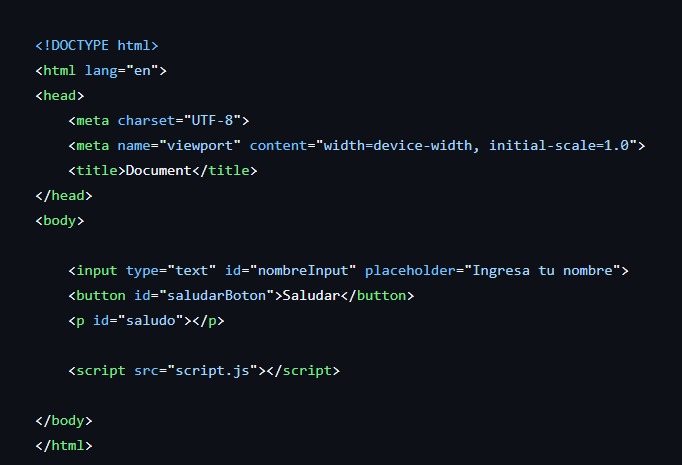 <!DOCTYPE html>
<html lang="en">
<head>
    <meta charset="UTF-8">
    <meta name="viewport" content="width=device-width, initial-scale=1.0">
    <title>Document</title>
</head>
<body>

    <input type="text" id="nombreInput" placeholder="Ingresa tu nombre">
    <button id="saludarBoton">Saludar</button>
    <p id="saludo"></p>

    <script src="script.js"></script>

</body>
</html>